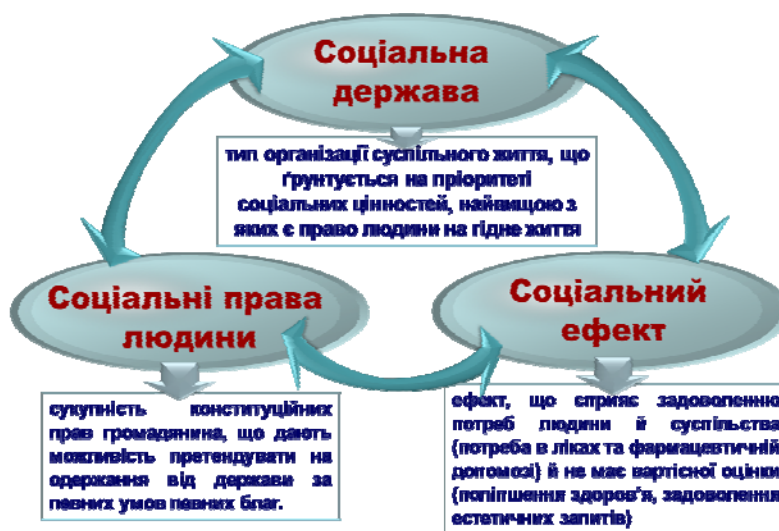 Соціальна
держава
тип організації суспільного життя, що
ґрунтується на пріоритеті
соціальних цінностей, найвищою з
яких є право людини на гідне життя
Соціальні права
людини
Соціальний
ефект
сукупність конституційних
прав громадянина, що дають
можливість претендувати на
одержання від держави за
певних умов певних благ.
ефект, що сприяє задоволенню
потреб людини й суспільства
(потреба в ліках та фармацевтичній
допомозі) й не має вартісної оцінки
(поліпшення здоров'я, задоволення
естетичних запитів)